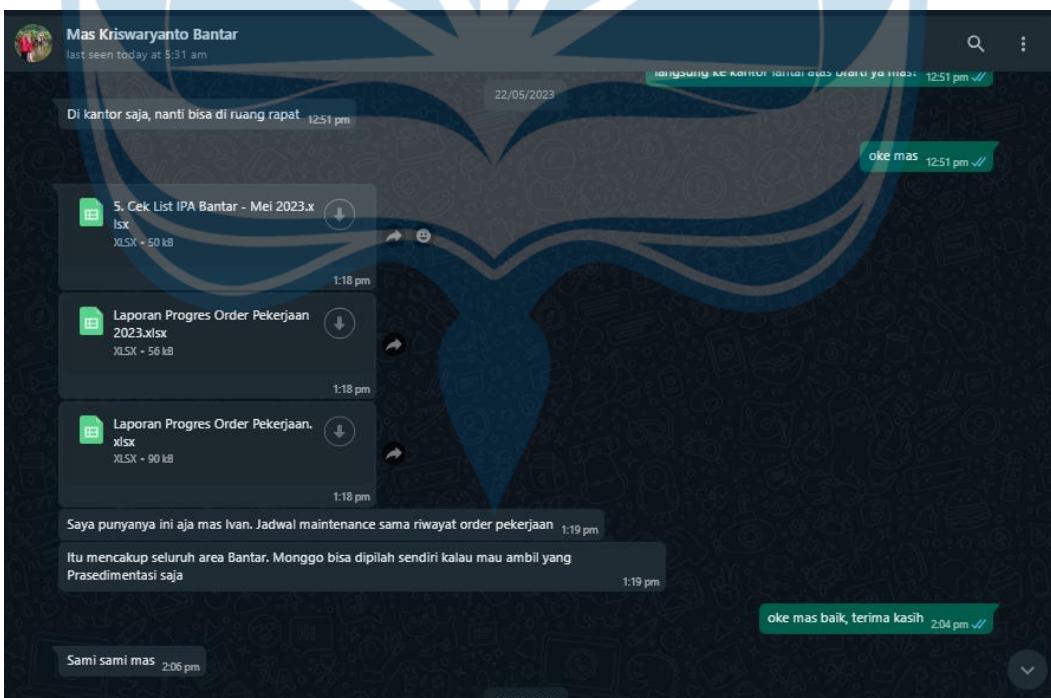 Mas Kriswaryanto Bantar
last seen today at 5:31 am
langsung ke kantor lantai atas brarti ya mas? 12:51 pm
22/05/2023
Di kantor saja, nanti bisa di ruang rapat 12:51 pm
oke mas 12:51 pm
5. Cek List IPA Bantar - Mei 2023.x
lsx
XLSX • 50 kB
1:18 pm
Laporan Progres Order Pekerjaan
2023.xlsx
XLSX • 56 kB
1:18 pm
Laporan Progres Order Pekerjaan.
xlsx
XLSX • 90 kB
1:18 pm
Saya punyanya ini aja mas Ivan. Jadwal maintenance sama riwayat order pekerjaan 1:19 pm
Itu mencakup seluruh area Bantar. Monggo bisa dipilah sendiri kalau mau ambil yang
Prasedimentasi saja 1:19 pm
oke mas baik, terima kasih 2:04 pm
Sami sami mas 2:06 pm